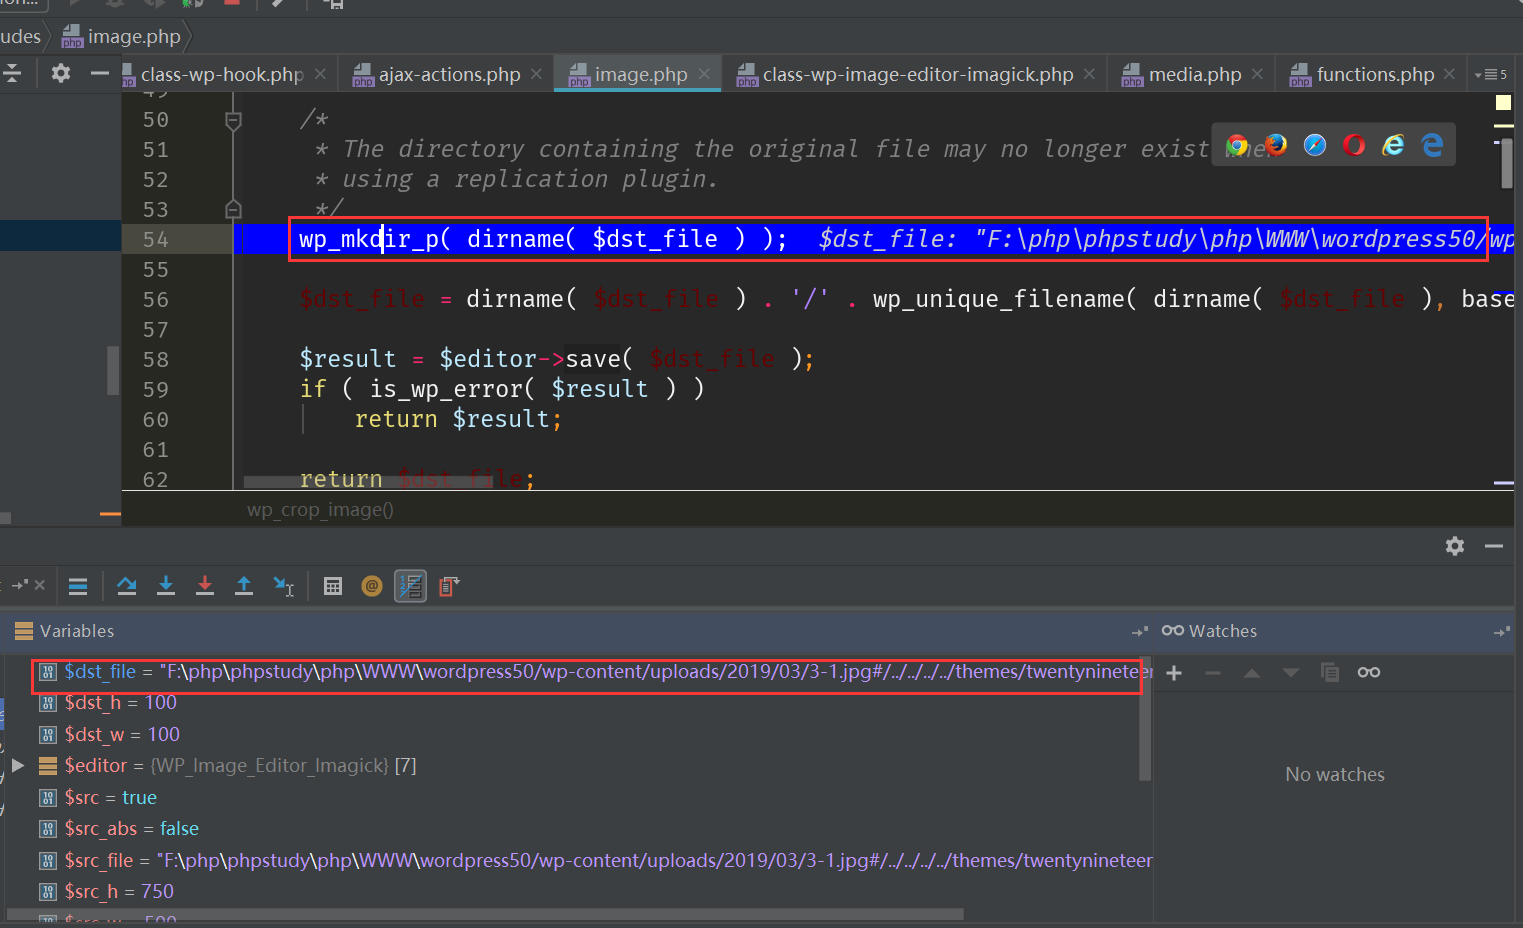 udes
image.php
class-wp-hook.php
ajax-actions.php
image.php
class-wp-image-editor-imagick.php
media.php
functions.php
5
50 /*
51 * The directory containing the original file may no longer exist
52 * using a replication plugin.
53 */
54 wp_mkdir_p( dirname( $dst_file ) ); $dst_file: "F:\php\phpstudy\php\WWW\wordpress50/wp
55
56 $dst_file = dirname( $dst_file ) . '/' . wp_unique_filename( dirname( $dst_file ), base
57
58 $result = $editor->save( $dst_file );
59 if ( is_wp_error( $result ) )
60 return $result;
61
62 return $dst_file;
wp_crop_image()
Variables
Watches
$dst_file = "F:\php\phpstudy\php\WWW\wordpress50/wp-content/uploads/2019/03/3-1.jpg#/../../../../themes/twentynineteen
$dst_h = 100
$dst_w = 100
$editor = {WP_Image_Editor_Imagick} [7]
$src = true
$src_abs = false
$src_file = "F:\php\phpstudy\php\WWW\wordpress50/wp-content/uploads/2019/03/3-1.jpg#/../../../../themes/twentynineteen
$src_h = 750
$src_w = 500
No watches